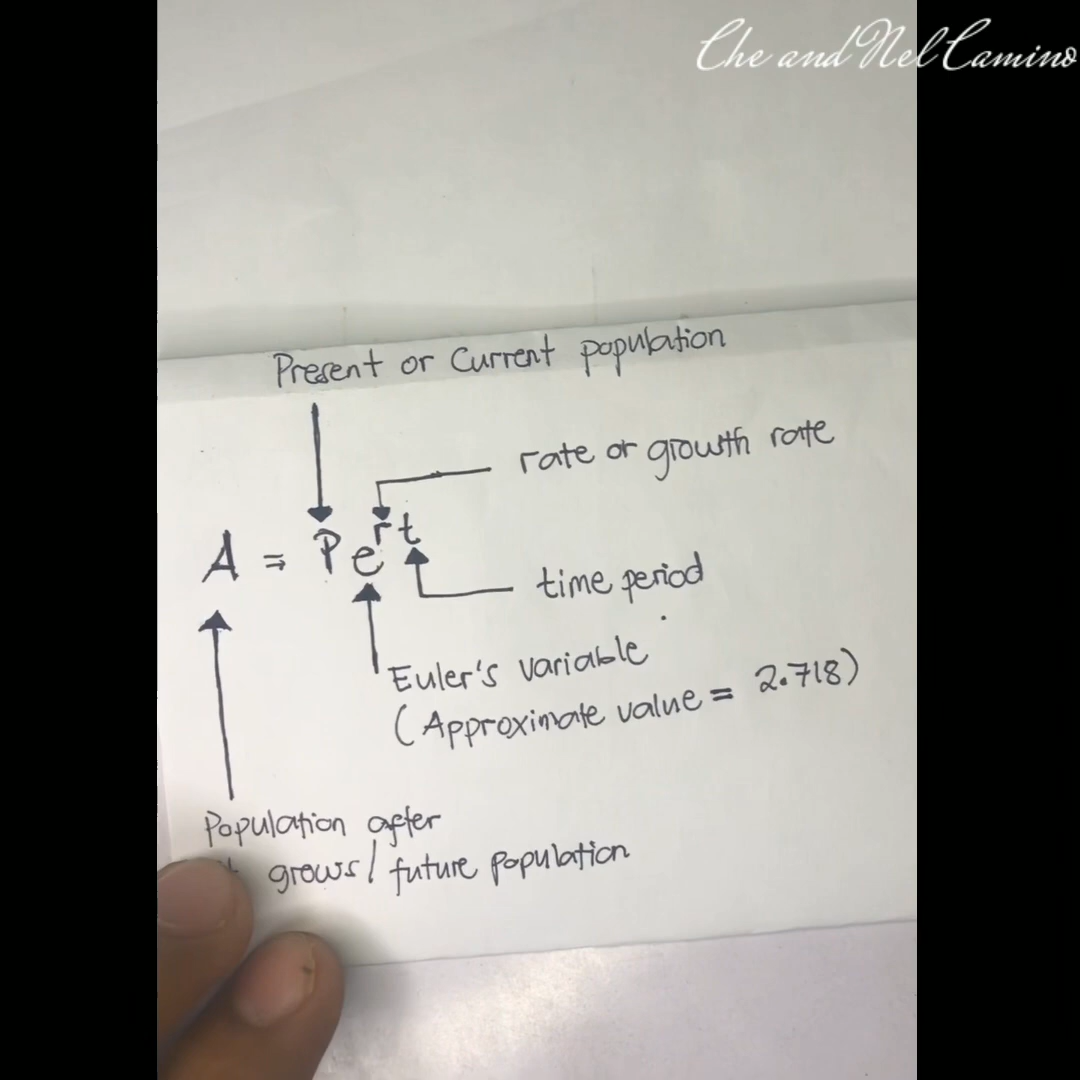 Che and Nel Camino
Present or Current population
rate or growth rate
A = Pe^rt
time period
Euler's variable
(Approximate value = 2.718)
Population after
grows / future population